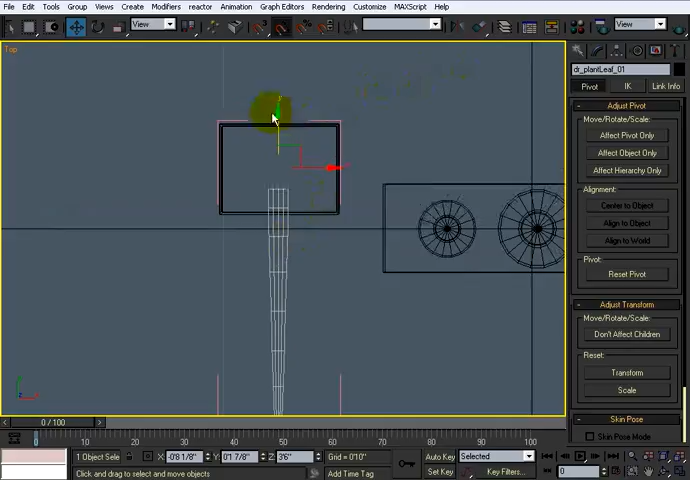 File Edit Tools Group Views Create Modifiers reactor Animation Graph Editors Rendering Customize MAXScript Help
View View
Top
dr_plantLeaf_01
Pivot IK Link Info
- Adjust Pivot
Move/Rotate/Scale:
Affect Pivot Only
Affect Object Only
Affect Hierarchy Only
Alignment:
Center to Object
Align to Object
Align to World
Pivot:
Reset Pivot
- Adjust Transform
Move/Rotate/Scale:
Don't Affect Children
Reset:
Transform
Scale
- Skin Pose
Skin Pose Mode
0 / 100
0 10 20 30 40 50 60 70 80 90 100
1 Object Sele X: -0'8 1/8" Y: 0'1 7/8" Z: 3'6" Grid = 0'10" Auto Key Selected
Click and drag to select and move objects Add Time Tag Set Key Key Filters... 0